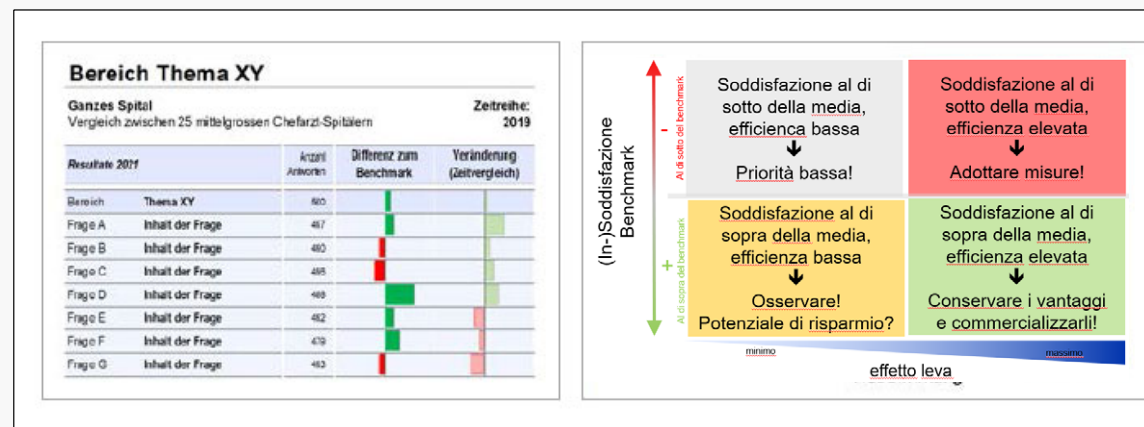 Bereich Thema XY
Ganzes Spital
Zeitreihe:
Vergleich zwischen 25 mittelgrossen Chefarzt-Spitälern
2019
Resultate 2021
Anzahl Antworten
Differenz zum Benchmark
Veränderung (Zeitvergleich)
Bereich Thema XY
Frage A Inhalt der Frage
Frage B Inhalt der Frage
Frage C Inhalt der Frage
Frage D Inhalt der Frage
Frage E Inhalt der Frage
Frage F Inhalt der Frage
Frage G Inhalt der Frage
(In-)Soddisfazione
Benchmark
-
Al di sotto del benchmark
+
Al di sopra del benchmark
Soddisfazione al di
sotto della media,
efficienca bassa
Priorità bassa!
Soddisfazione al di
sotto della media,
efficienza elevata
Adottare misure!
Soddisfazione al di
sopra della media,
efficienza bassa
Osservare!
Potenziale di risparmio?
Soddisfazione al di
sopra della media,
efficienza elevata
Conservare i vantaggi
e commercializzarli!
minimo
massimo
effetto leva